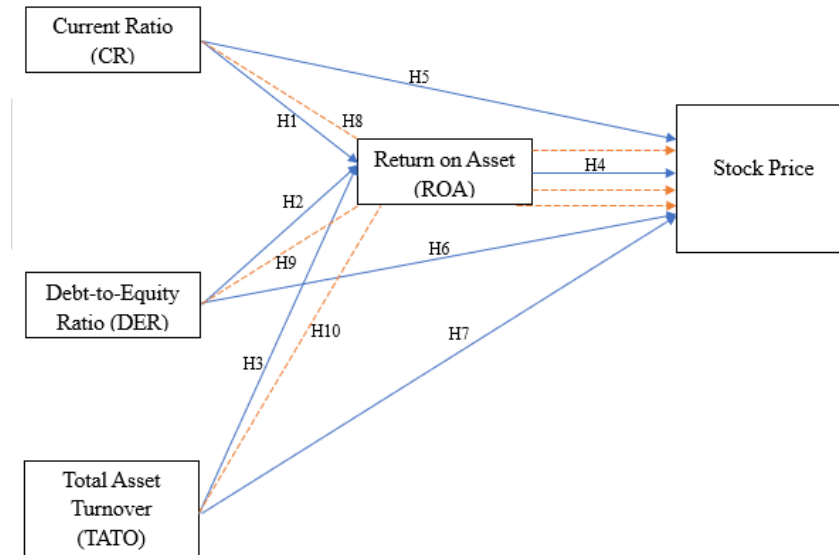 Current Ratio
(CR)
H5
H1
H8
Return on Asset
(ROA)
H4
Stock Price
H2
H9
H6
Debt-to-Equity
Ratio (DER)
H10
H7
H3
Total Asset
Turnover
(TATO)